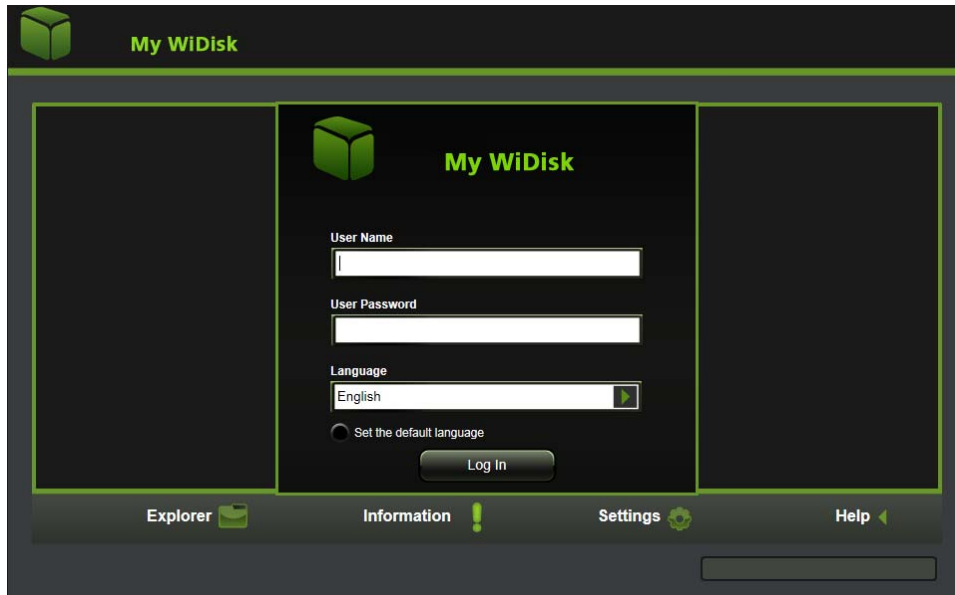 My WiDisk
My WiDisk
User Name
User Password
Language
English
Set the default language
Log In
Explorer
Information
Settings
Help